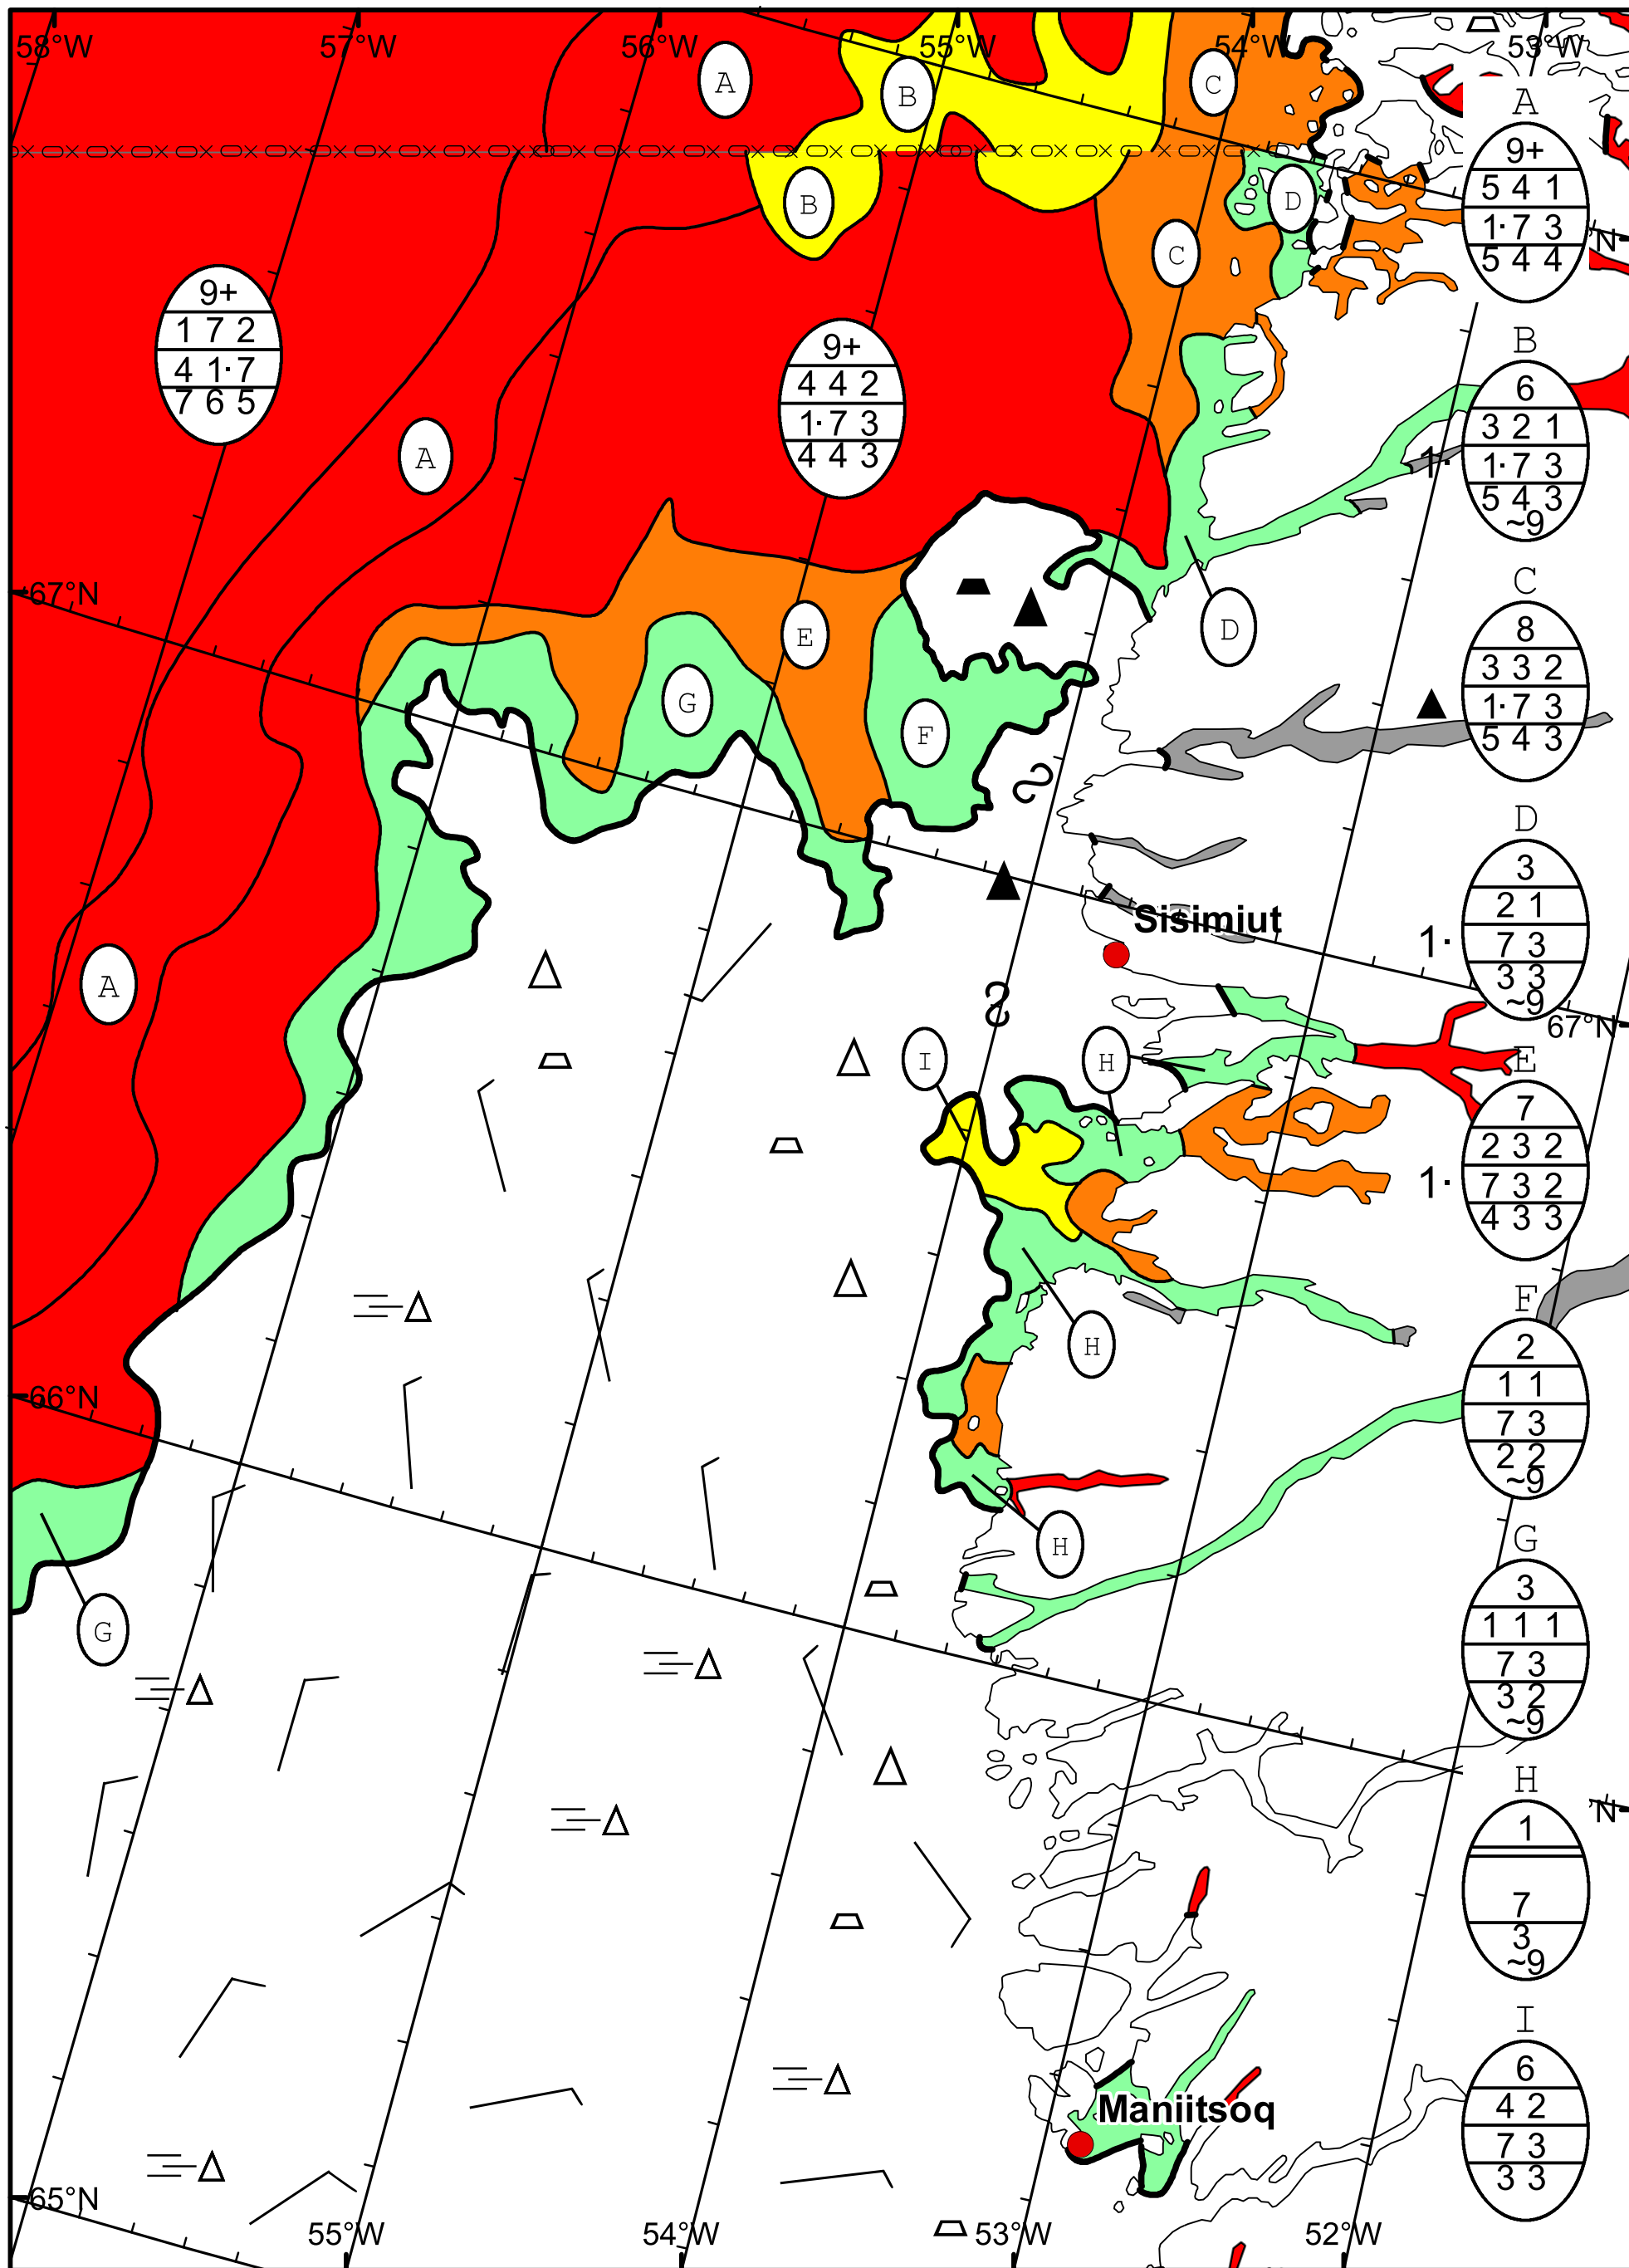 58°W 57°W 56°W 55°W 54°W 53°W
A
B
C
A
9+
5 4 1
1· 7 3
5 4 4
B
D
C
N
9+
1 7 2
4 1· 7
7 6 5
9+
4 4 2
1· 7 3
4 4 3
A
B
6
3 2 1
1· 1· 7 3
5 4 3
~9
67°N
E
D
C
8
3 3 2
1· 7 3
5 4 3
G
F
D
3
2 1
1· 7 3
3 3
~9
Sisimiut
A
67°N
I
H
E
7
2 3 2
1· 7 3 2
4 3 3
H
F
2
1 1
7 3
2 2
~9
66°N
H
G
G
3
1 1 1
7 3
3 2
~9
H
1
7
3
~9
N
I
6
4 2
7 3
3 3
Maniitsoq
65°N
55°W 54°W 53°W 52°W